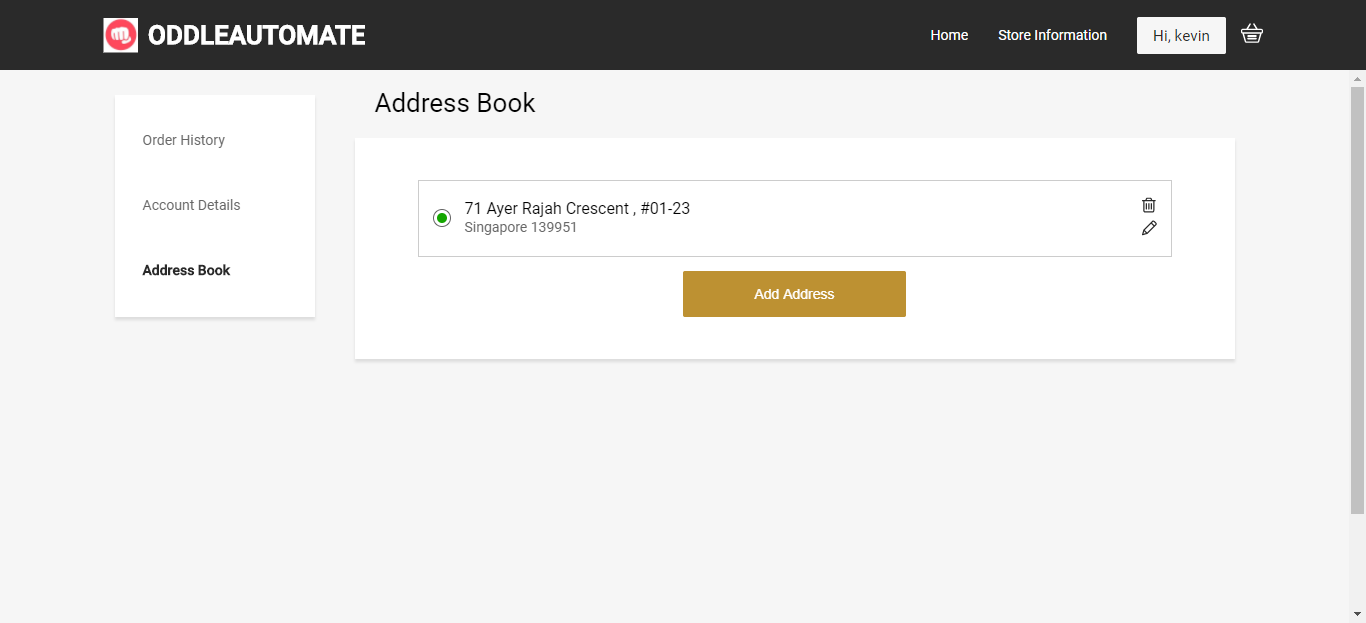 ODDLEAUTOMATE
Home
Store Information
Hi, kevin
Order History
Account Details
Address Book
Address Book
71 Ayer Rajah Crescent , #01-23
Singapore 139951
Add Address